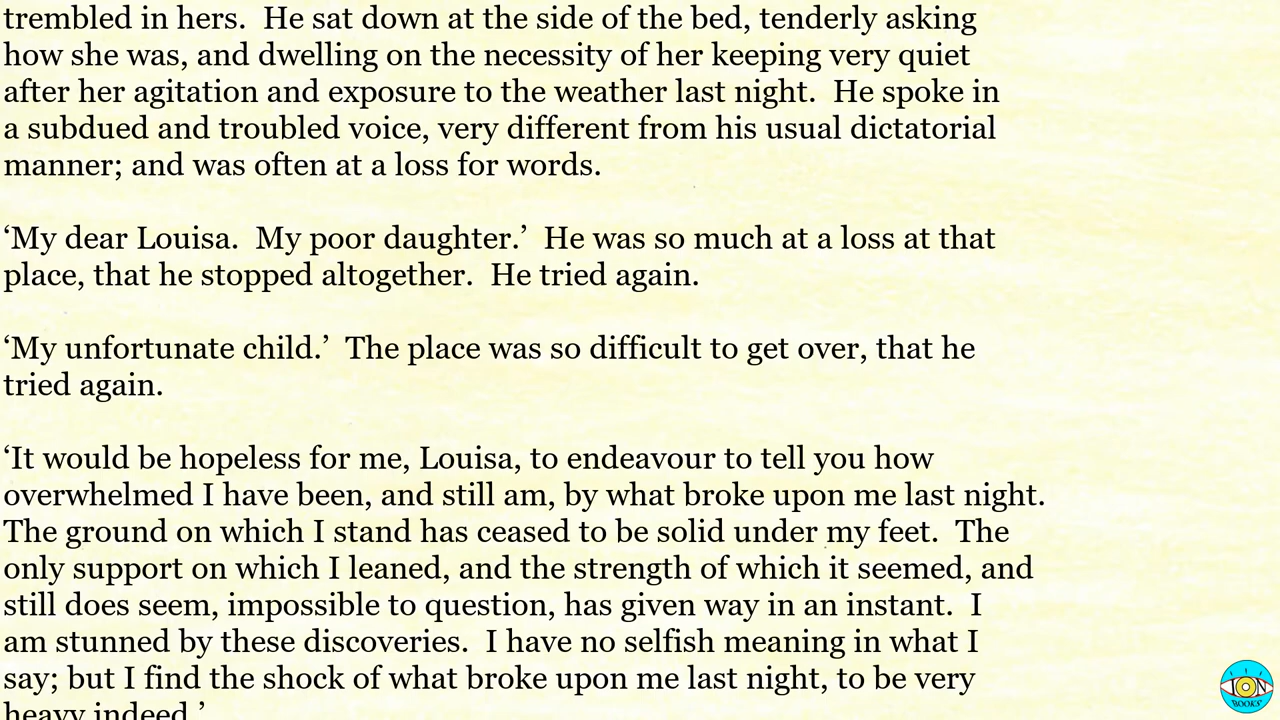 trembled in hers.  He sat down at the side of the bed, tenderly asking
how she was, and dwelling on the necessity of her keeping very quiet
after her agitation and exposure to the weather last night.  He spoke in
a subdued and troubled voice, very different from his usual dictatorial
manner; and was often at a loss for words.

‘My dear Louisa.  My poor daughter.’  He was so much at a loss at that
place, that he stopped altogether.  He tried again.

‘My unfortunate child.’  The place was so difficult to get over, that he
tried again.

‘It would be hopeless for me, Louisa, to endeavour to tell you how
overwhelmed I have been, and still am, by what broke upon me last night.
The ground on which I stand has ceased to be solid under my feet.  The
only support on which I leaned, and the strength of which it seemed, and
still does seem, impossible to question, has given way in an instant.  I
am stunned by these discoveries.  I have no selfish meaning in what I
say; but I find the shock of what broke upon me last night, to be very
heavy indeed.’
ION
BOOKS